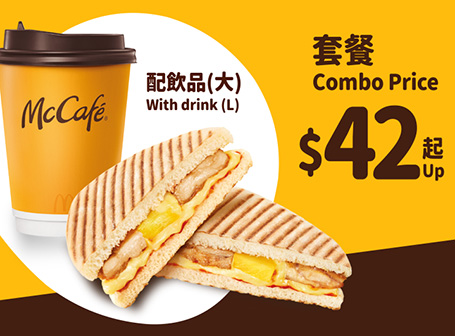 McCafé®
配飲品(大)
With drink (L)
套餐
Combo Price
$42起
Up